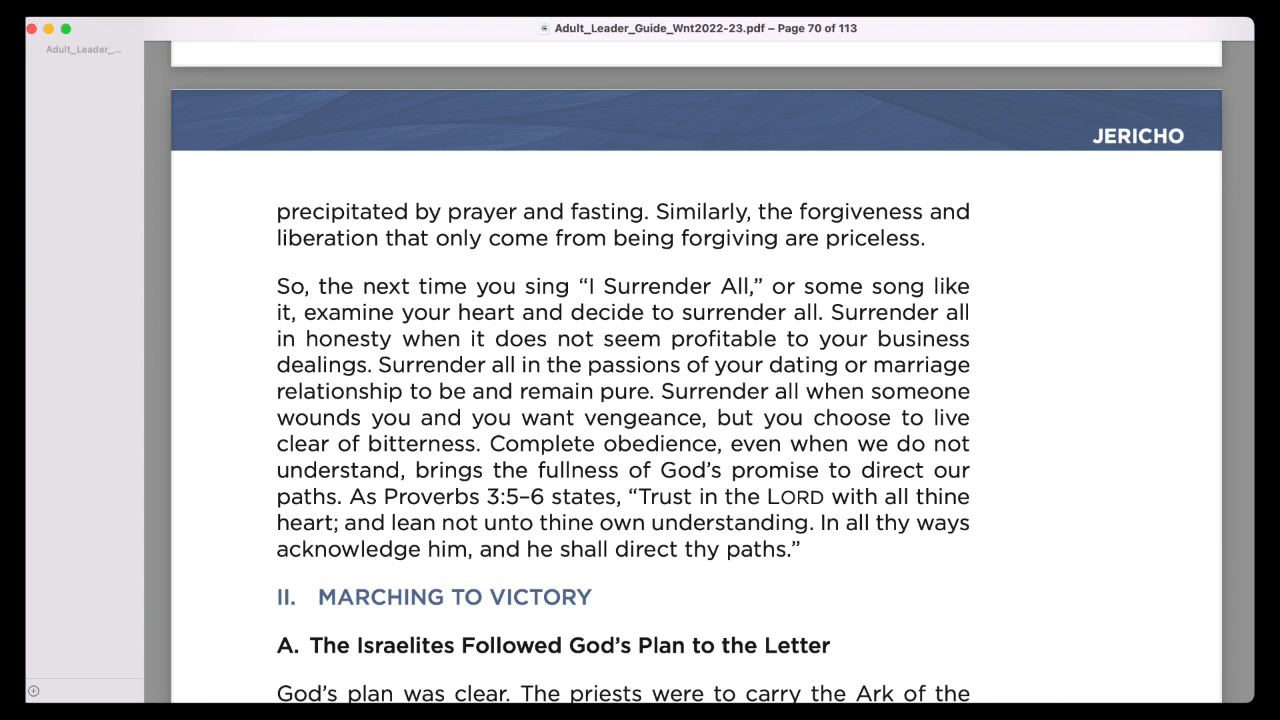 Adult_Leader_Guide_Wnt2022-23.pdf – Page 70 of 113
Adult_Leader_...
JERICHO
precipitated by prayer and fasting. Similarly, the forgiveness and
liberation that only come from being forgiving are priceless.
So, the next time you sing “I Surrender All,” or some song like
it, examine your heart and decide to surrender all. Surrender all
in honesty when it does not seem profitable to your business
dealings. Surrender all in the passions of your dating or marriage
relationship to be and remain pure. Surrender all when someone
wounds you and you want vengeance, but you choose to live
clear of bitterness. Complete obedience, even when we do not
understand, brings the fullness of God’s promise to direct our
paths. As Proverbs 3:5–6 states, “Trust in the LORD with all thine
heart; and lean not unto thine own understanding. In all thy ways
acknowledge him, and he shall direct thy paths.”
II. MARCHING TO VICTORY
A. The Israelites Followed God’s Plan to the Letter
God’s plan was clear. The priests were to carry the Ark of the